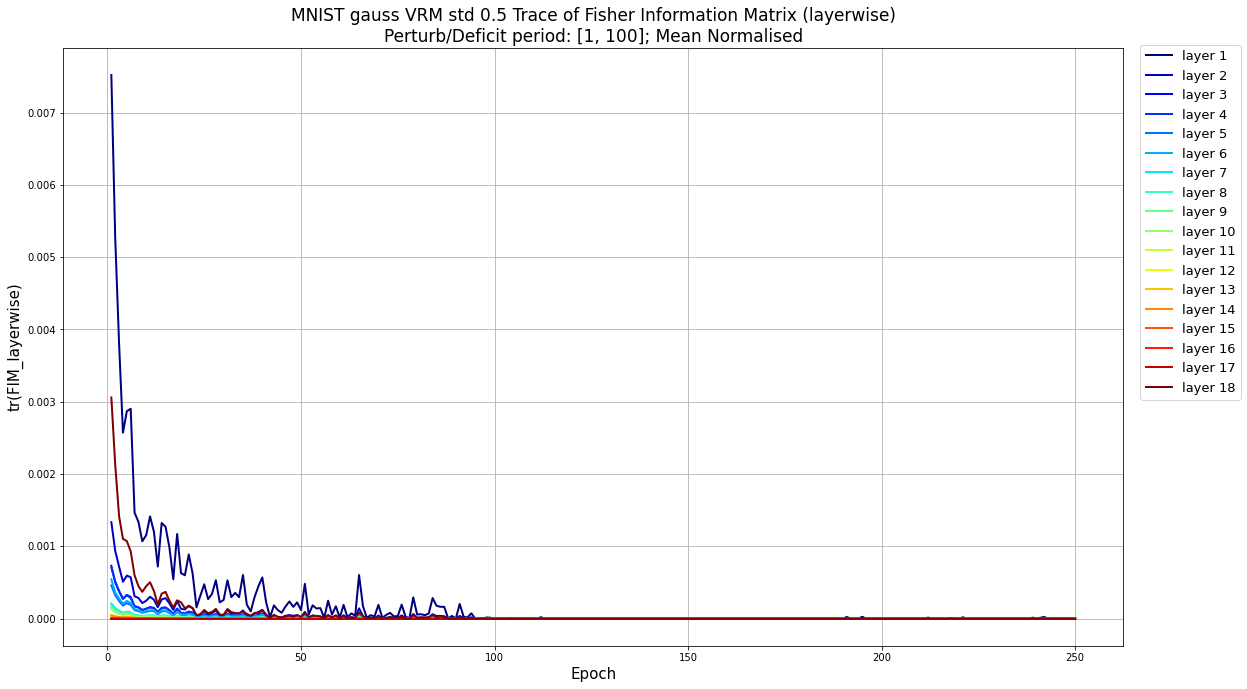 MNIST gauss VRM std 0.5 Trace of Fisher Information Matrix (layerwise)
Perturb/Deficit period: [1, 100]; Mean Normalised
tr(FIM_layerwise)
0.007
0.006
0.005
0.004
0.003
0.002
0.001
0.000
0
50
100
150
200
250
Epoch
layer 1
layer 2
layer 3
layer 4
layer 5
layer 6
layer 7
layer 8
layer 9
layer 10
layer 11
layer 12
layer 13
layer 14
layer 15
layer 16
layer 17
layer 18